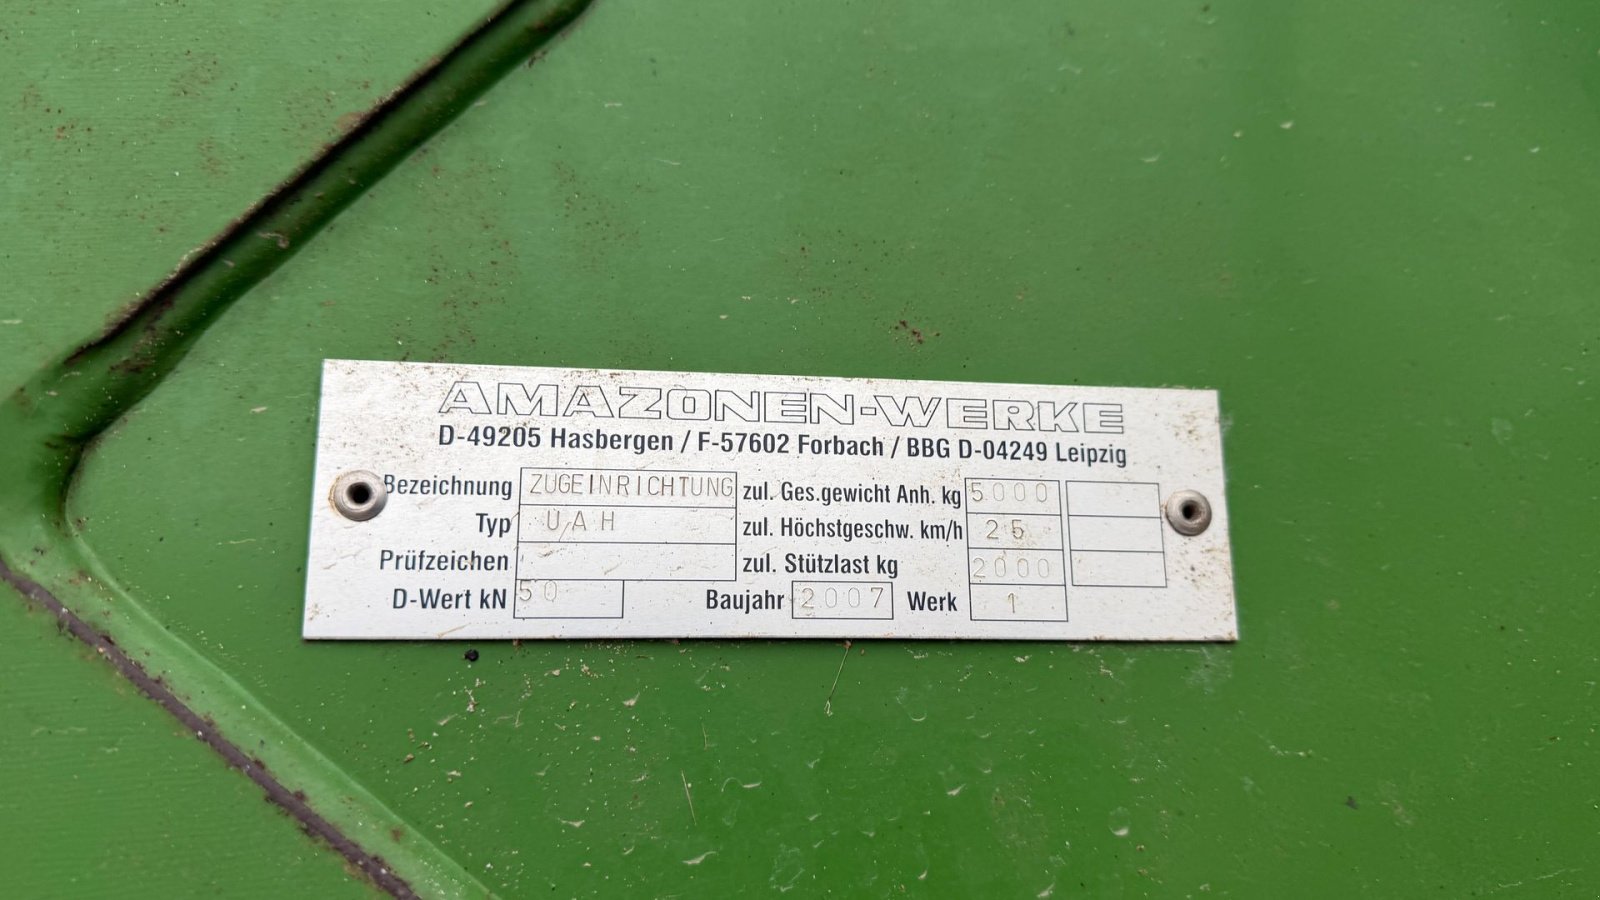 AMAZONEN-WERKE
D-49205 Hasbergen / F-57602 Forbach / BBG D-04249 Leipzig
Bezeichnung ZUGEINRICHTUNG zul. Ges.gewicht Anh. kg 5000
Typ UAH zul. Höchstgeschw. km/h 25
Prüfzeichen zul. Stützlast kg 2000
D-Wert kN 50 Baujahr 2007 Werk 1